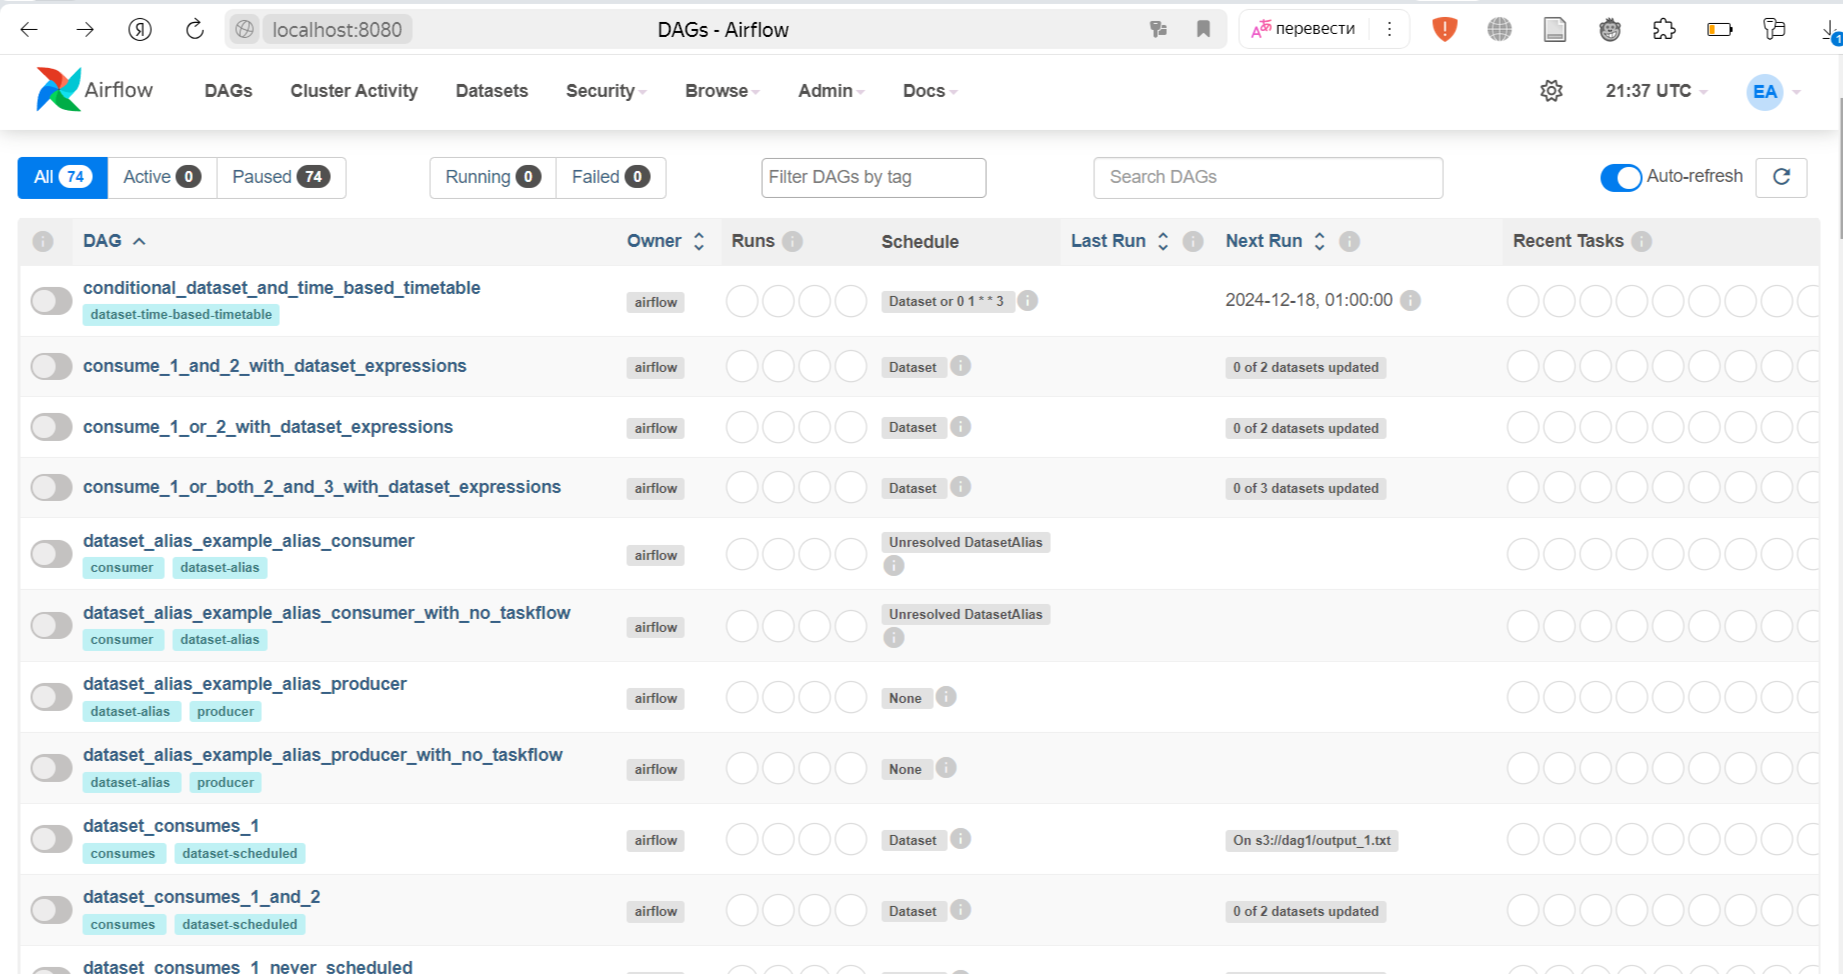 localhost:8080 DAGs - Airflow перевести 1
Airflow DAGs Cluster Activity Datasets Security Browse Admin Docs 21:37 UTC EA
All 74 Active 0 Paused 74 Running 0 Failed 0 Filter DAGs by tag Search DAGs Auto-refresh
DAG Owner Runs Schedule Last Run Next Run Recent Tasks
conditional_dataset_and_time_based_timetable
airflow Dataset or 0 1 * * 3 2024-12-18, 01:00:00
dataset-time-based-timetable
consume_1_and_2_with_dataset_expressions airflow Dataset 0 of 2 datasets updated
consume_1_or_2_with_dataset_expressions airflow Dataset 0 of 2 datasets updated
consume_1_or_both_2_and_3_with_dataset_expressions airflow Dataset 0 of 3 datasets updated
dataset_alias_example_alias_consumer airflow Unresolved DatasetAlias
consumer dataset-alias
dataset_alias_example_alias_consumer_with_no_taskflow airflow Unresolved DatasetAlias
consumer dataset-alias
dataset_alias_example_alias_producer airflow None
dataset-alias producer
dataset_alias_example_alias_producer_with_no_taskflow airflow None
dataset-alias producer
dataset_consumes_1 airflow Dataset On s3://dag1/output_1.txt
consumes dataset-scheduled
dataset_consumes_1_and_2 airflow Dataset 0 of 2 datasets updated
consumes dataset-scheduled
dataset_consumes_1_never_scheduled